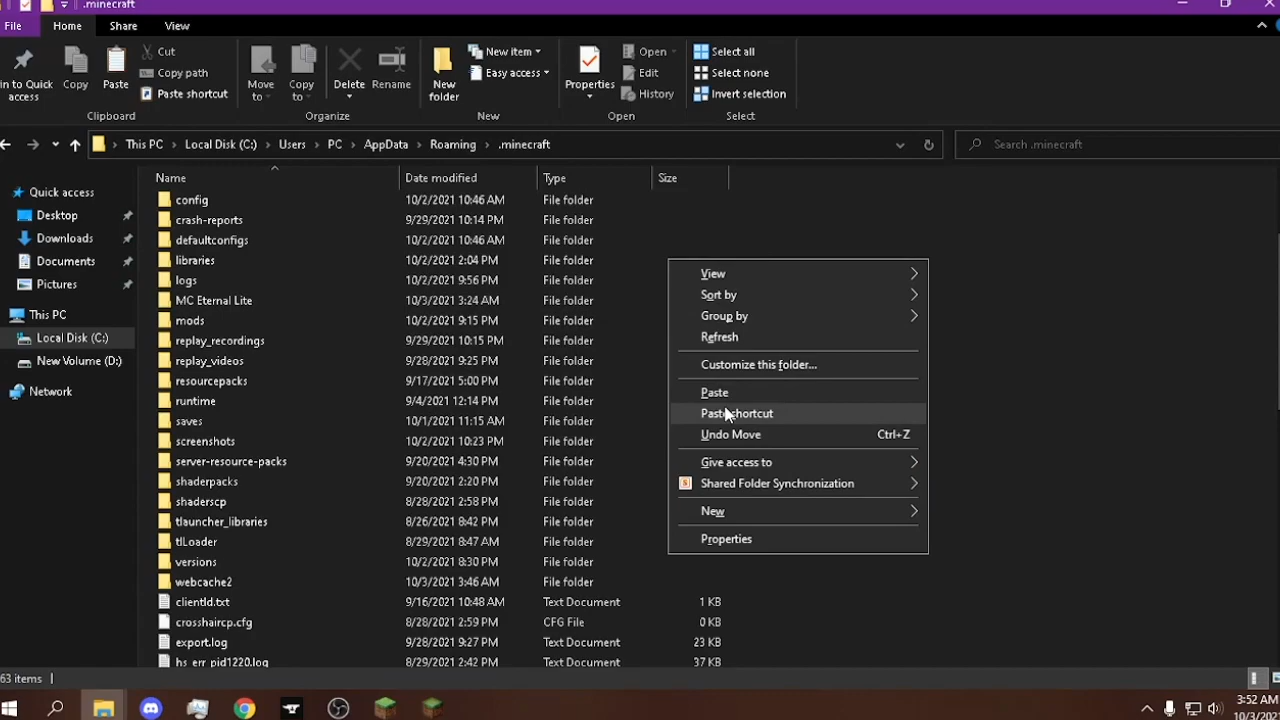 .minecraft
File Home Share View
in to Quick access
Copy
Paste
Cut
Copy path
Paste shortcut
Clipboard
Move to
Copy to
Delete
Rename
Organize
New folder
New item
Easy access
New
Properties
Open
Edit
History
Open
Select all
Select none
Invert selection
Select
This PC Local Disk (C:) Users PC AppData Roaming .minecraft
Search .minecraft
Quick access
Desktop
Downloads
Documents
Pictures
This PC
Local Disk (C:)
New Volume (D:)
Network
Name Date modified Type Size
config 10/2/2021 10:46 AM File folder
crash-reports 9/29/2021 10:14 PM File folder
defaultconfigs 10/2/2021 10:46 AM File folder
libraries 10/2/2021 2:04 PM File folder
logs 10/2/2021 9:56 PM File folder
MC Eternal Lite 10/3/2021 3:24 AM File folder
mods 10/2/2021 9:15 PM File folder
replay_recordings 9/29/2021 10:15 PM File folder
replay_videos 9/28/2021 9:25 PM File folder
resourcepacks 9/17/2021 5:00 PM File folder
runtime 9/4/2021 12:14 PM File folder
saves 10/1/2021 11:15 AM File folder
screenshots 10/2/2021 10:23 PM File folder
server-resource-packs 9/20/2021 4:30 PM File folder
shaderpacks 9/20/2021 2:20 PM File folder
shaderscp 8/28/2021 2:58 PM File folder
tlauncher_libraries 8/26/2021 8:42 PM File folder
tlLoader 8/29/2021 8:47 AM File folder
versions 10/2/2021 8:30 PM File folder
webcache2 10/3/2021 3:46 AM File folder
clientId.txt 9/16/2021 10:48 AM Text Document 1 KB
crosshaircp.cfg 8/28/2021 2:59 PM CFG File 0 KB
export.log 9/28/2021 9:27 PM Text Document 23 KB
hs_err_pid1220.log 8/29/2021 2:42 PM Text Document 37 KB
View
Sort by
Group by
Refresh
Customize this folder...
Paste
Paste shortcut
Undo Move Ctrl+Z
Give access to
Shared Folder Synchronization
New
Properties
63 items
3:52 AM